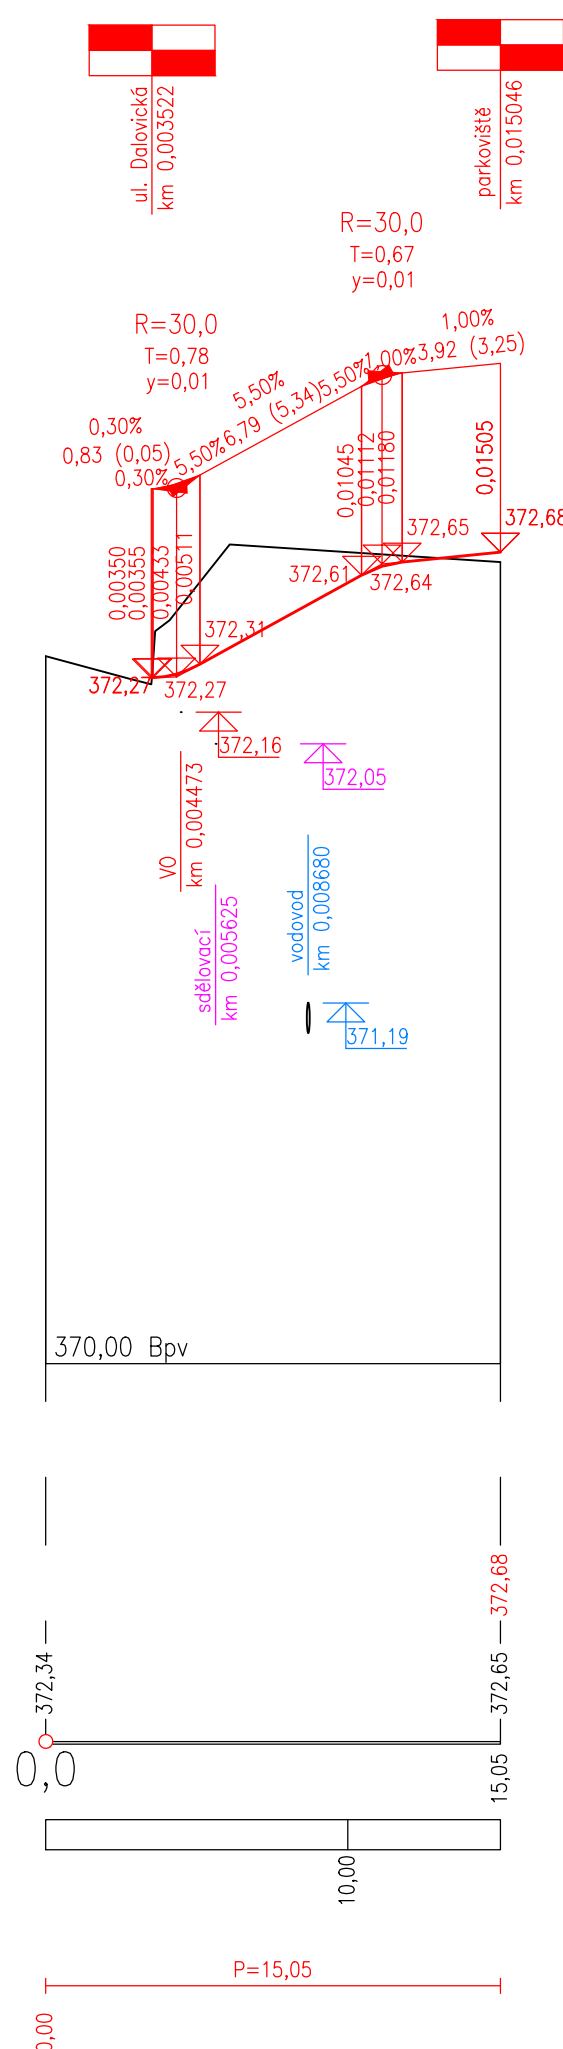 ul. Dalovická
km 0,003522
parkoviště
km 0,015046
R=30,0
T=0,67
y=0,01
R=30,0
T=0,78
y=0,01
1,00%
3,92 (3,25)
1,00%
5,50%
5,50%
6,79 (5,34)
5,50%
0,30%
0,83 (0,05)
0,30%
0,00350
0,00355
0,00433
0,00511
0,01045
0,01112
0,01180
0,01505
372,68
372,65
372,61
372,64
372,31
372,27
372,27
372,16
372,05
VO
km 0,004473
sdělovací
km 0,005625
vodovod
km 0,008680
371,19
370,00 Bpv
372,68
372,34
372,65
0,0
15,05
10,00
P=15,05